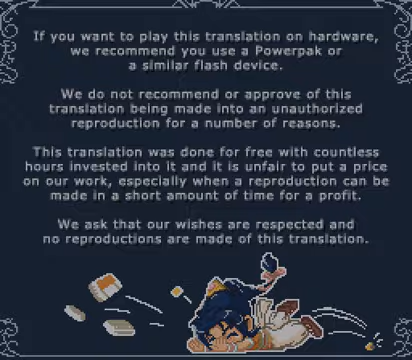 If you want to play this translation on hardware,
we recommend you use a Powerpak or
a similar flash device.
We do not recommend or approve of this
translation being made into an unauthorized
reproduction for a number of reasons.
This translation was done for free with countless
hours invested into it and it is unfair to put a price
on our work, especially when a reproduction can be
made in a short amount of time for a profit.
We ask that our wishes are respected and
no reproductions are made of this translation.